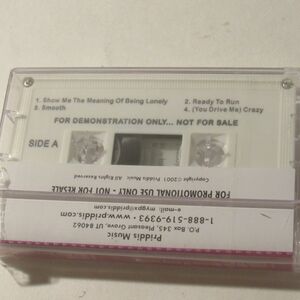 1. Show Me The Meaning Of Being Lonely
2. Ready To Run
3. Smooth
4. (You Drive Me) Crazy
FOR DEMONSTRATION ONLY... NOT FOR SALE
SIDE A
Copyright ©2001 Priddis Music All Rights Reserved
FOR PROMOTIONAL USE ONLY - NOT FOR RESALE
Priddis Music
P.O. Box 345, Pleasant Grove, UT 84062
1-888-519-9393 • www.priddis.com
e-mail: mygpx@priddis.com